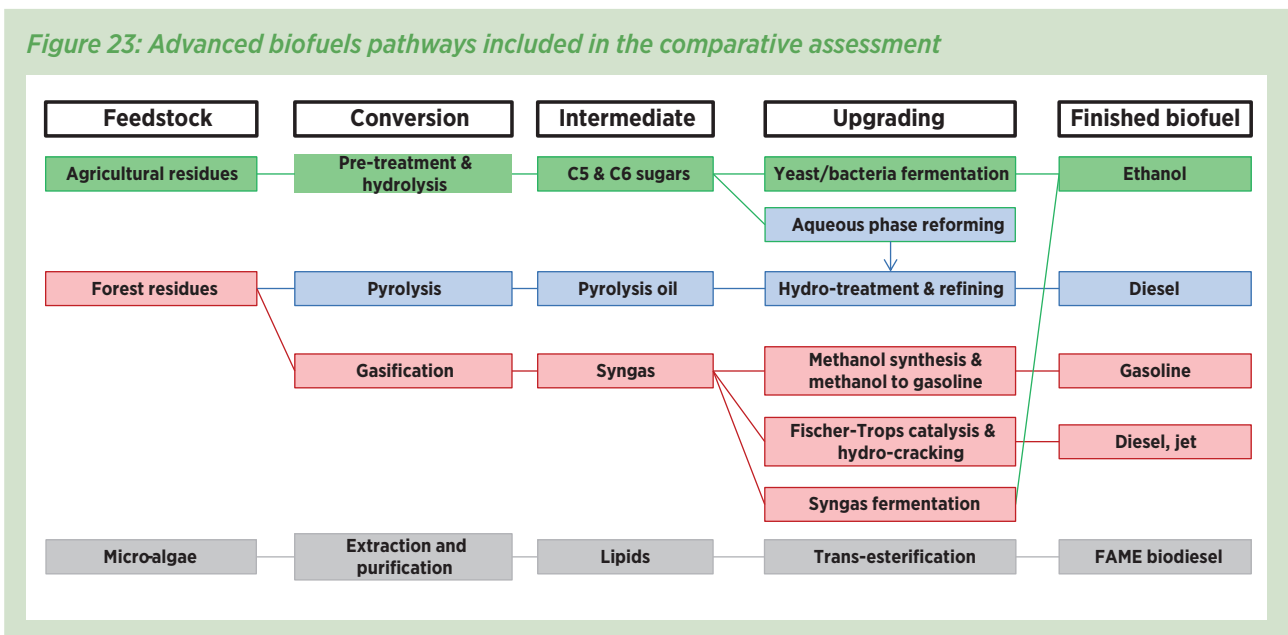 Figure 23: Advanced biofuels pathways included in the comparative assessment
Feedstock
Conversion
Intermediate
Upgrading
Finished biofuel
Agricultural residues
Pre-treatment &
hydrolysis
C5 & C6 sugars
Yeast/bacteria fermentation
Ethanol
Aqueous phase reforming
Forest residues
Pyrolysis
Pyrolysis oil
Hydro-treatment & refining
Diesel
Gasification
Syngas
Methanol synthesis &
methanol to gasoline
Gasoline
Fischer-Trops catalysis &
hydro-cracking
Diesel, jet
Syngas fermentation
Micro-algae
Extraction and
purification
Lipids
Trans-esterification
FAME biodiesel